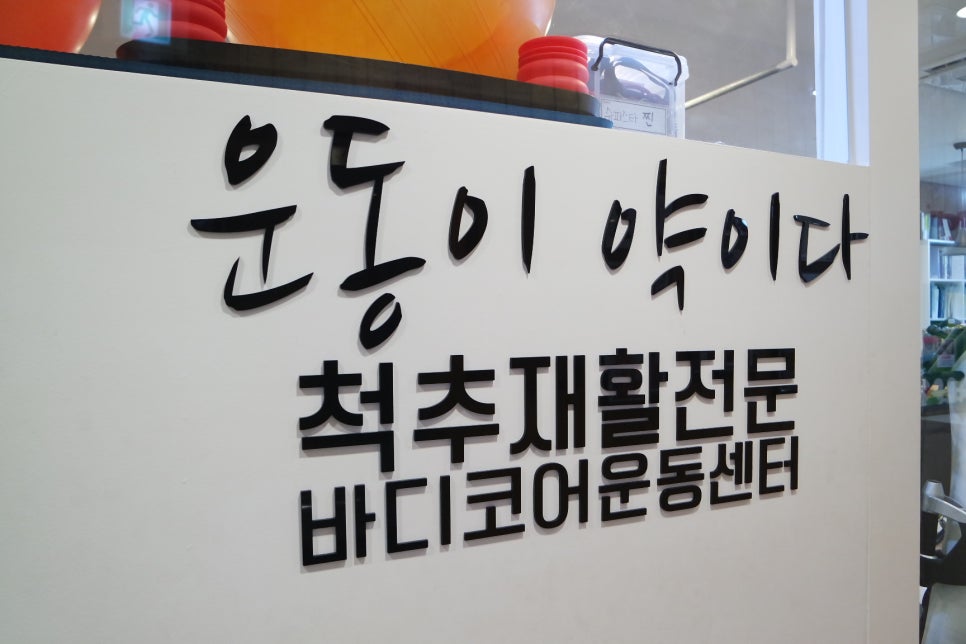 운동이 약이다
척추재활전문
바디코어운동센터